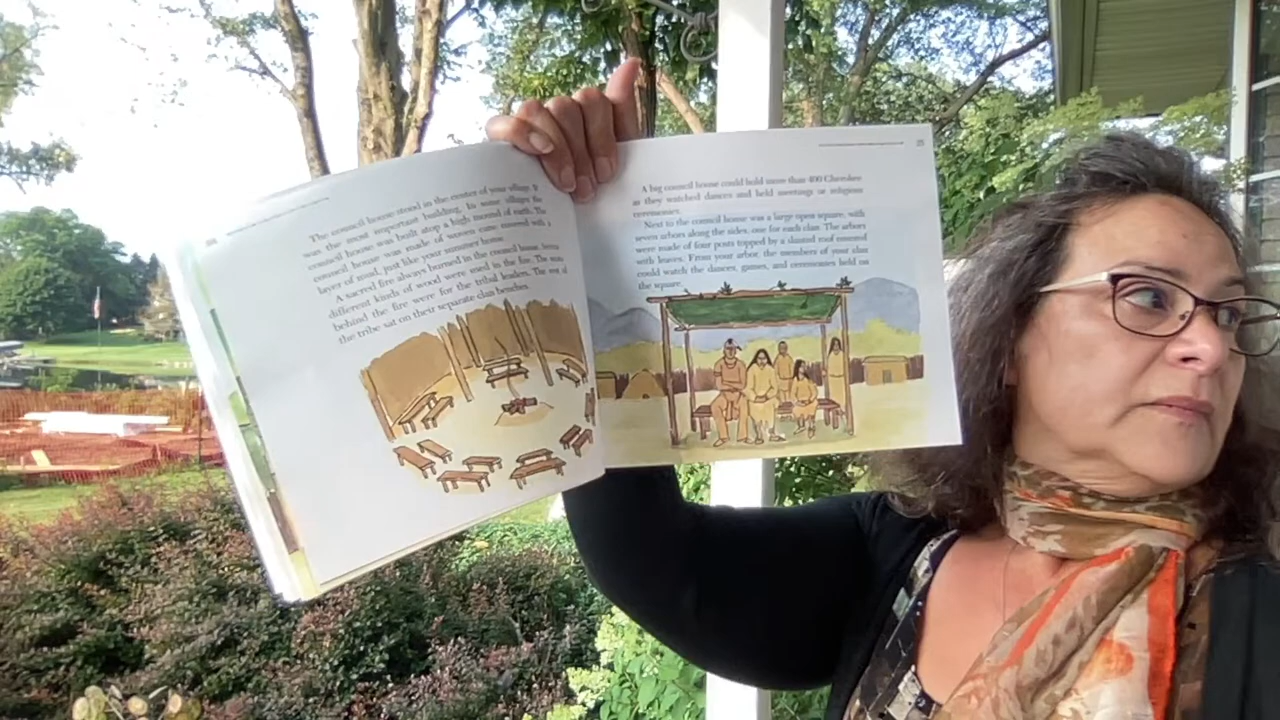 The council house stood in the center of your village. It
was the most important building. In some villages the
council house was built atop a high mound of earth. The
council house was made of woven cane covered with a
layer of mud, just like your summer home.
A sacred fire always burned in the council house. Seven
different kinds of wood were used in the fire. The seats
behind the fire were for the tribal leaders. The rest of
the tribe sat on their separate clan benches.
A big council house could hold more than 400 Cherokee
as they watched dances and held meetings or religious
ceremonies.
Next to the council house was a large open square, with
seven arbors along the sides, one for each clan. The arbors
were made of four posts topped by a slanted roof covered
with leaves. From your arbor, the members of your clan
could watch the dances, games, and ceremonies held on
the square.